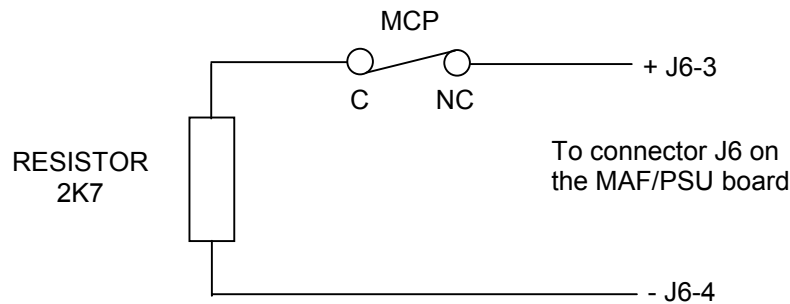 MCP
+ J6-3
C NC
RESISTOR
2K7
To connector J6 on
the MAF/PSU board
- J6-4